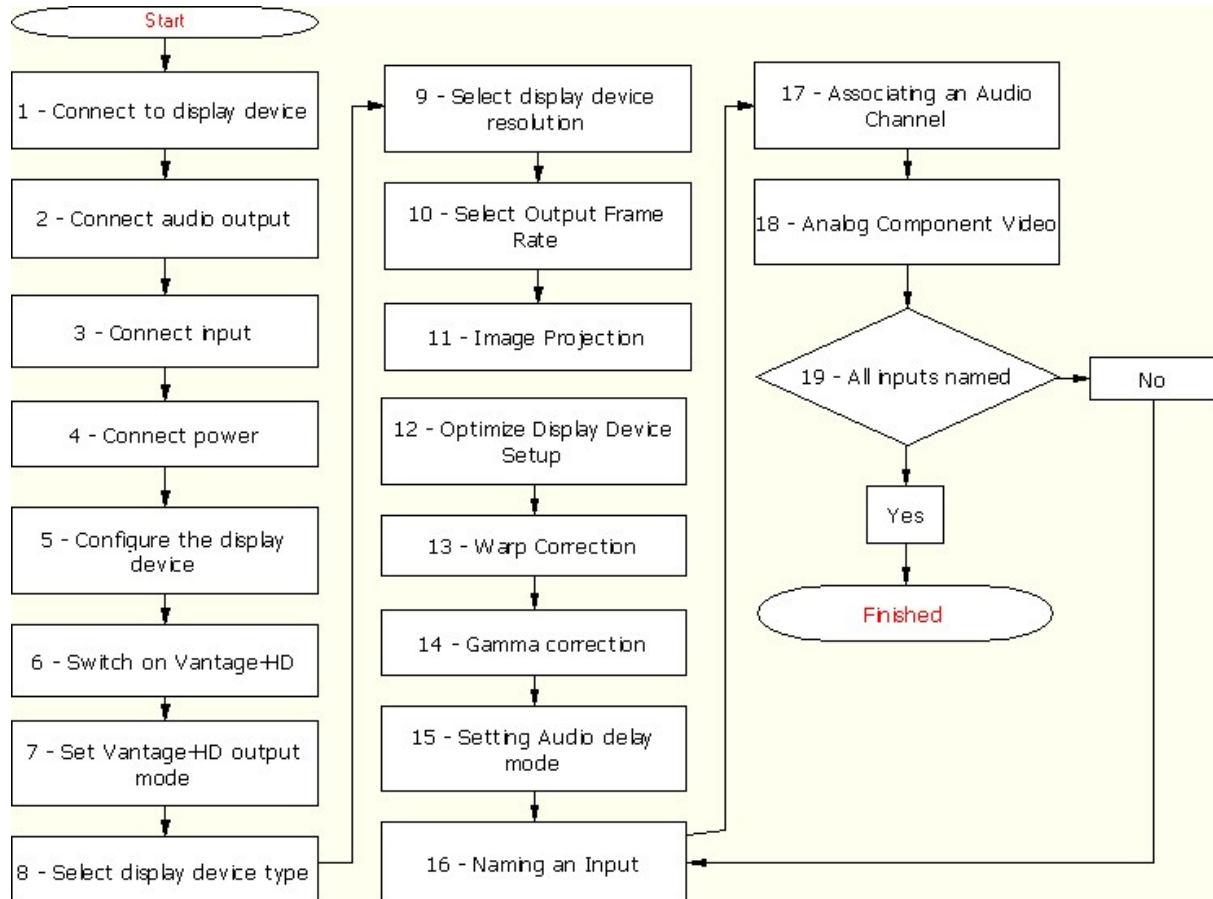 Start
1 - Connect to display device
2 - Connect audio output
3 - Connect input
4 - Connect power
5 - Configure the display
device
6 - Switch on Vantage-HD
7 - Set Vantage-HD output
mode
8 - Select display device type
9 - Select display device
resolution
10 - Select Output Frame
Rate
11 - Image Projection
12 - Optimize Display Device
Setup
13 - Warp Correction
14 - Gamma correction
15 - Setting Audio delay
mode
16 - Naming an Input
17 - Associating an Audio
Channel
18 - Analog Component Video
19 - All inputs named
No
Yes
Finished